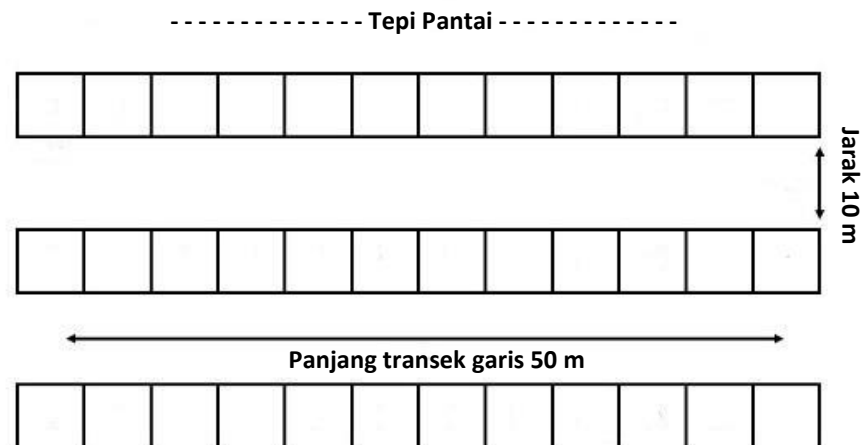 - - - - - - - - - - - - - - Tepi Pantai - - - - - - - - - - - - -
Jarak 10 m
Panjang transek garis 50 m